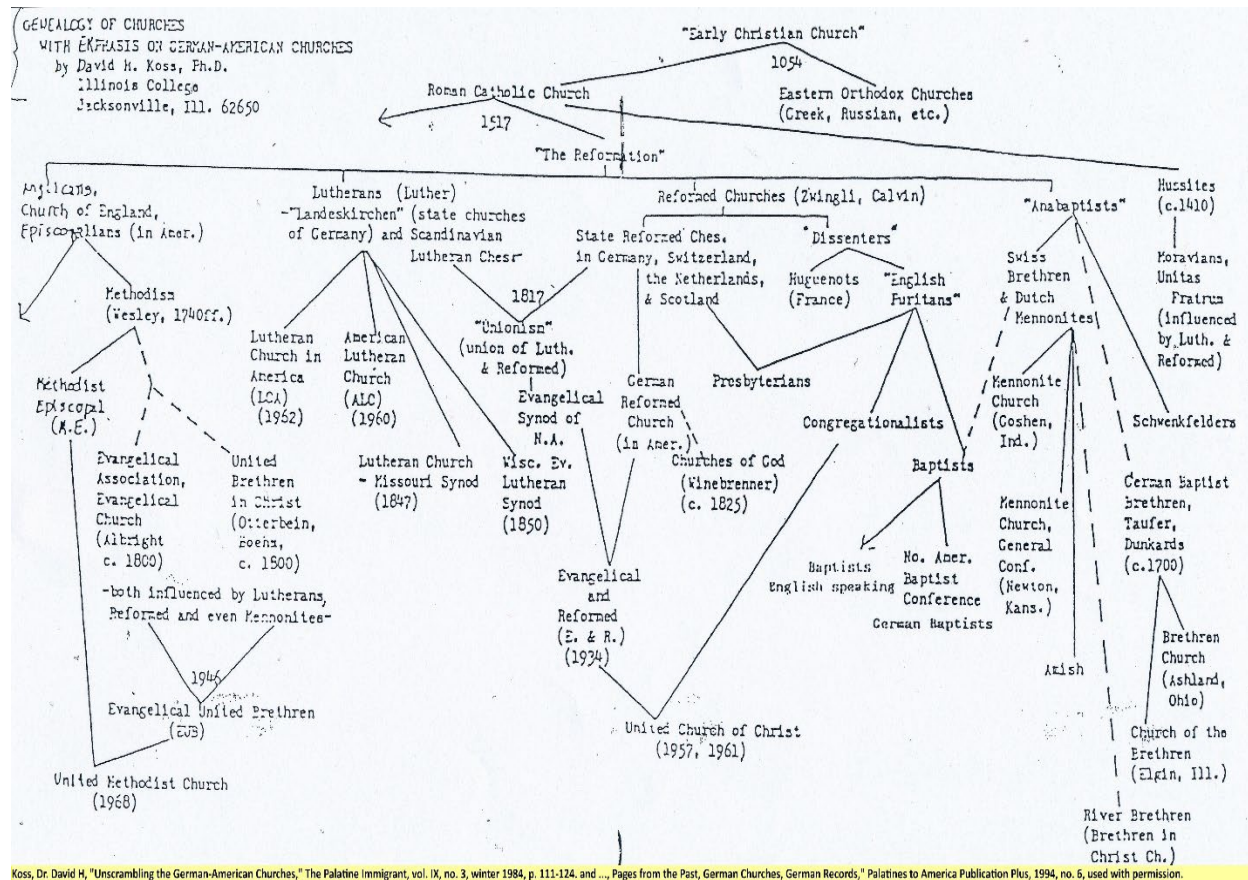 GENEALOGY OF CHURCHES
WITH EMPHASIS ON GERMAN-AMERICAN CHURCHES
by David H. Koss, Ph.D.
Illinois College
Jacksonville, Ill. 62650
"Early Christian Church"
1054
Roman Catholic Church
Eastern Orthodox Churches
(Greek, Russian, etc.)
1517
"The Reformation"
Anglicans,
Church of England,
Episcopalians (in Amer.)
Lutherans (Luther)
-"Landeskirchen" (state churches
of Germany) and Scandinavian
Lutheran Ches-
Reformed Churches (Zwingli, Calvin)
State Reformed Ches.
in Germany, Switzerland,
the Netherlands,
& Scotland
"Dissenters"
Huguenots
(France)
"English
Puritans"
"Anabaptists"
Swiss
Brethren
& Dutch
Mennonites
Hussites
(c.1410)
Moravians,
Unitas
Fratrum
(influenced
by Luth. &
Reformed)
Methodism
(Wesley, 1740ff.)
1817
"Unionism"
(union of Luth.
& Reformed)
Lutheran
Church in
America
(LCA)
(1962)
American
Lutheran
Church
(ALC)
(1960)
Presbyterians
Mennonite
Church
(Goshen,
Ind.)
Schwenkfelders
Methodist
Episcopal
(M.E.)
Evangelical
Synod of
N.A.
German
Reformed
Church
(in Amer.)
Congregationalists
Baptists
Evangelical
Association,
Evangelical
Church
(Albright
c. 1800)
United
Brethren
in Christ
(Otterbein,
Boehm,
c. 1800)
Lutheran Church
- Missouri Synod
(1847)
Wisc. Ev.
Lutheran
Synod
(1850)
Churches of God
(Winebrenner)
(c. 1825)
Mennonite
Church,
General
Conf.
(Newton,
Kans.)
German Baptist
Brethren,
Taufer,
Dunkards
(c.1700)
Baptists
English speaking
No. Amer.
Baptist
Conference
German Baptists
-both influenced by Lutherans,
Reformed and even Mennonites-
Evangelical
and
Reformed
(E. & R.)
(1934)
Amish
Brethren
Church
(Ashland,
Ohio)
1946
Evangelical United Brethren
(EUB)
United Church of Christ
(1957, 1961)
Church of the
Brethren
(Elgin, Ill.)
United Methodist Church
(1968)
River Brethren
(Brethren in
Christ Ch.)
Koss, Dr. David H, "Unscrambling the German-American Churches," The Palatine Immigrant, vol. IX, no. 3, winter 1984, p. 111-124. and ..., Pages from the Past, German Churches, German Records," Palatines to America Publication Plus, 1994, no. 6, used with permission.